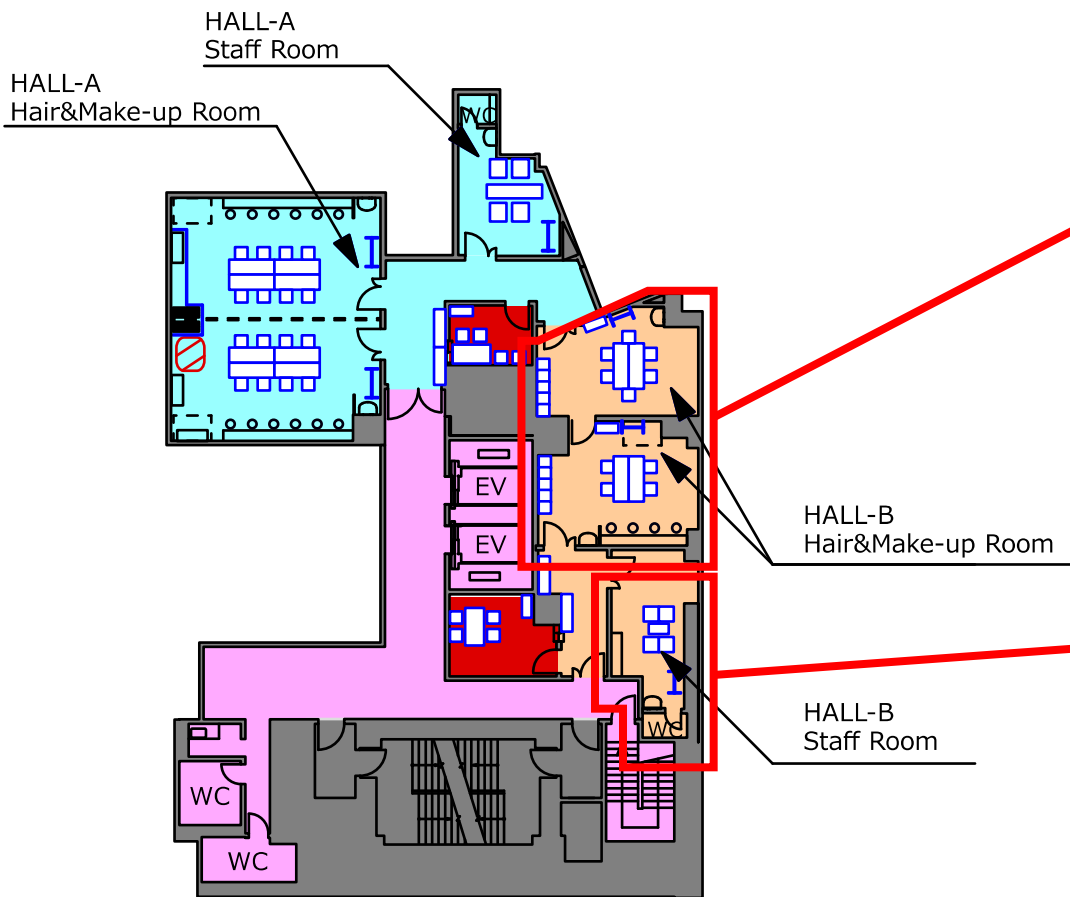 HALL-A
Staff Room
HALL-A
Hair&Make-up Room
WC
EV
EV
HALL-B
Hair&Make-up Room
HALL-B
Staff Room
WC
WC
WC